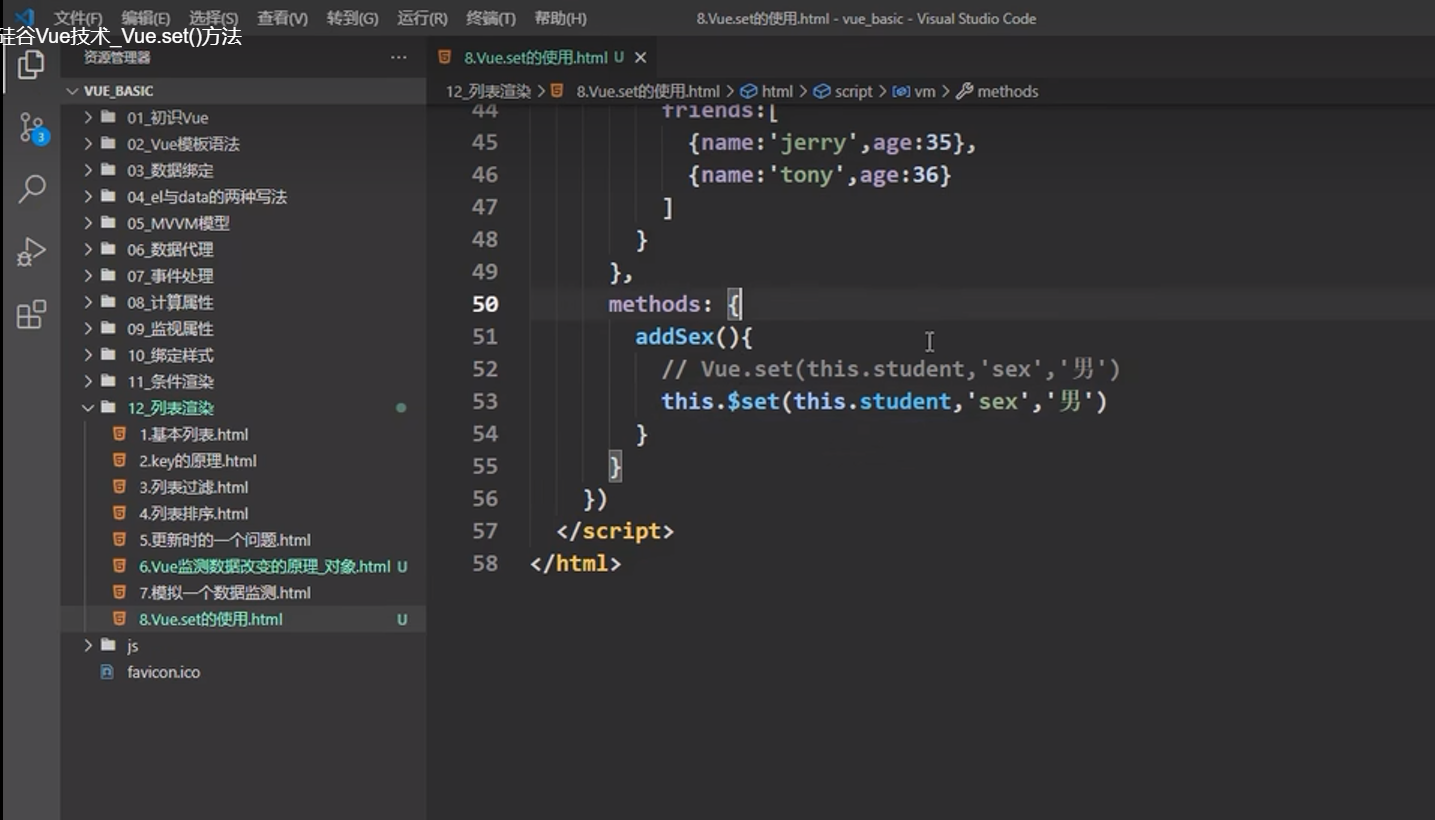 文件(F) 编辑(E) 选择(S) 查看(V) 转到(G) 运行(R) 终端(T) 帮助(H) 8.Vue.set的使用.html - vue_basic - Visual Studio Code
硅谷Vue技术_Vue.set()方法
资源管理器 ···
8.Vue.set的使用.html U
VUE_BASIC
12_列表渲染 > 8.Vue.set的使用.html > html > script > vm > methods
01_初识Vue
02_Vue模板语法
03_数据绑定
04_el与data的两种写法
05_MVVM模型
06_数据代理
07_事件处理
08_计算属性
09_监视属性
10_绑定样式
11_条件渲染
12_列表渲染
1.基本列表.html
2.key的原理.html
3.列表过滤.html
4.列表排序.html
5.更新时的一个问题.html
6.Vue监测数据改变的原理_对象.html U
7.模拟一个数据监测.html
8.Vue.set的使用.html U
js
favicon.ico
3
44 friends:[
45 {name:'jerry',age:35},
46 {name:'tony',age:36}
47 ]
48 }
49 },
50 methods: {
51 addSex(){
52 // Vue.set(this.student,'sex','男')
53 this.$set(this.student,'sex','男')
54 }
55 }
56 })
57 </script>
58 </html>